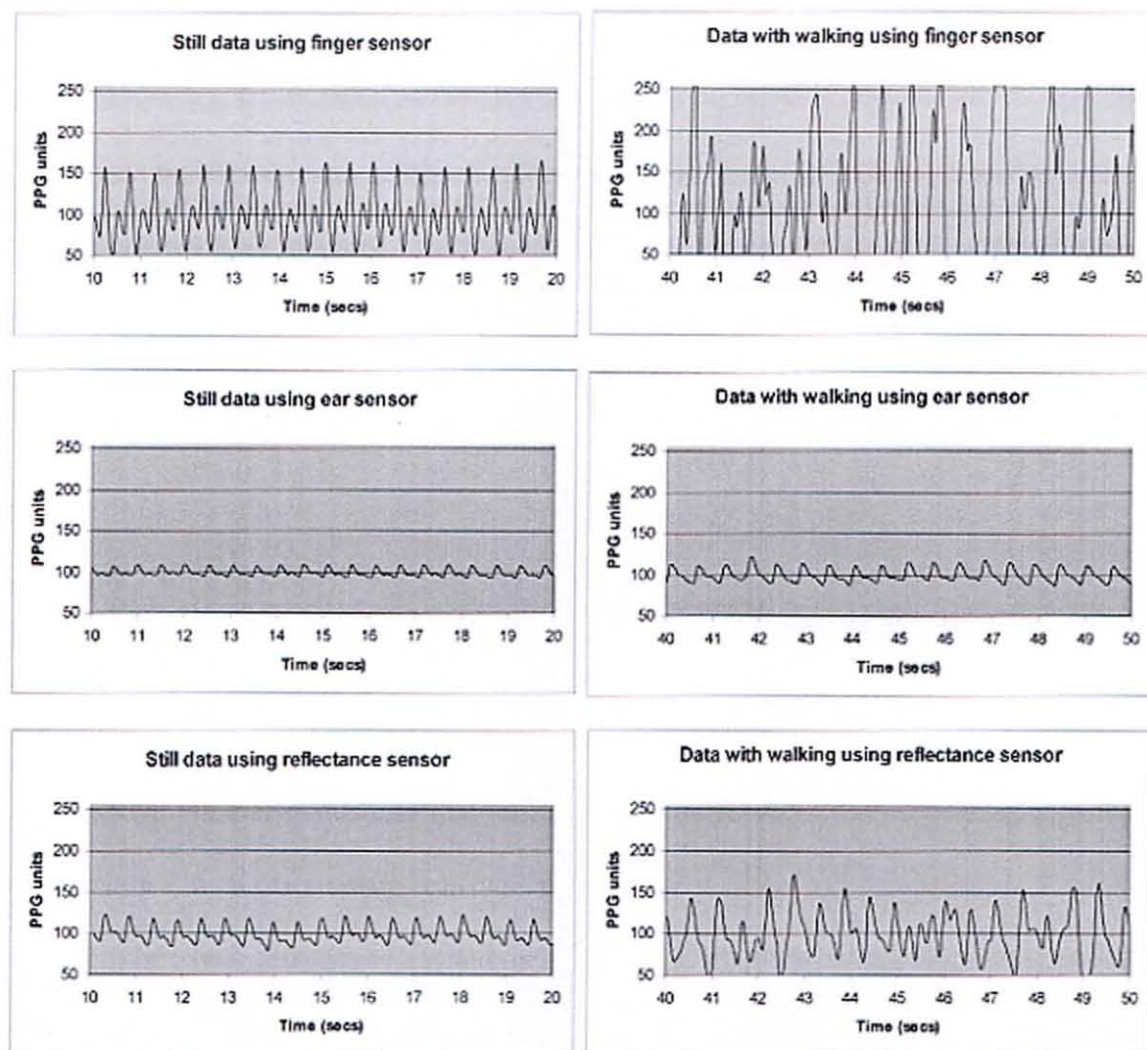 Still data using finger sensor
250
200
150
100
50
PPG units
10 11 12 13 14 15 16 17 18 19 20
Time (secs)
Data with walking using finger sensor
250
200
150
100
50
PPG units
40 41 42 43 44 45 46 47 48 49 50
Time (secs)
Still data using ear sensor
250
200
150
100
50
PPG units
10 11 12 13 14 15 16 17 18 19 20
Time (secs)
Data with walking using ear sensor
250
200
150
100
50
PPG units
40 41 42 43 44 45 46 47 48 49 50
Time (secs)
Still data using reflectance sensor
250
200
150
100
50
PPG units
10 11 12 13 14 15 16 17 18 19 20
Time (secs)
Data with walking using reflectance sensor
250
200
150
100
50
PPG units
40 41 42 43 44 45 46 47 48 49 50
Time (secs)